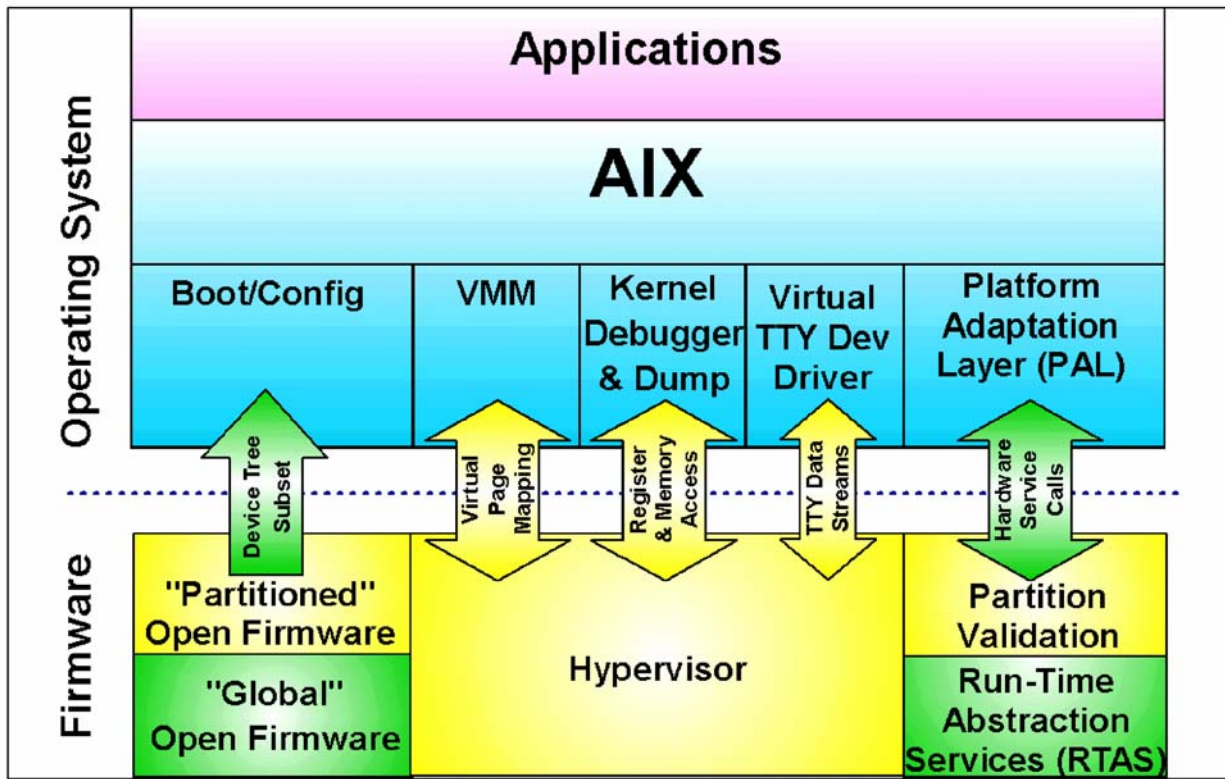 Operating System
Applications
AIX
Boot/Config
VMM
Kernel
Debugger
& Dump
Virtual
TTY Dev
Driver
Platform
Adaptation
Layer (PAL)
Device Tree
Subset
Virtual
Page
Mapping
Register
& Memory
Access
TTY Data
Streams
Hardware
Service
Calls
Firmware
"Partitioned"
Open Firmware
"Global"
Open Firmware
Hypervisor
Partition
Validation
Run-Time
Abstraction
Services (RTAS)